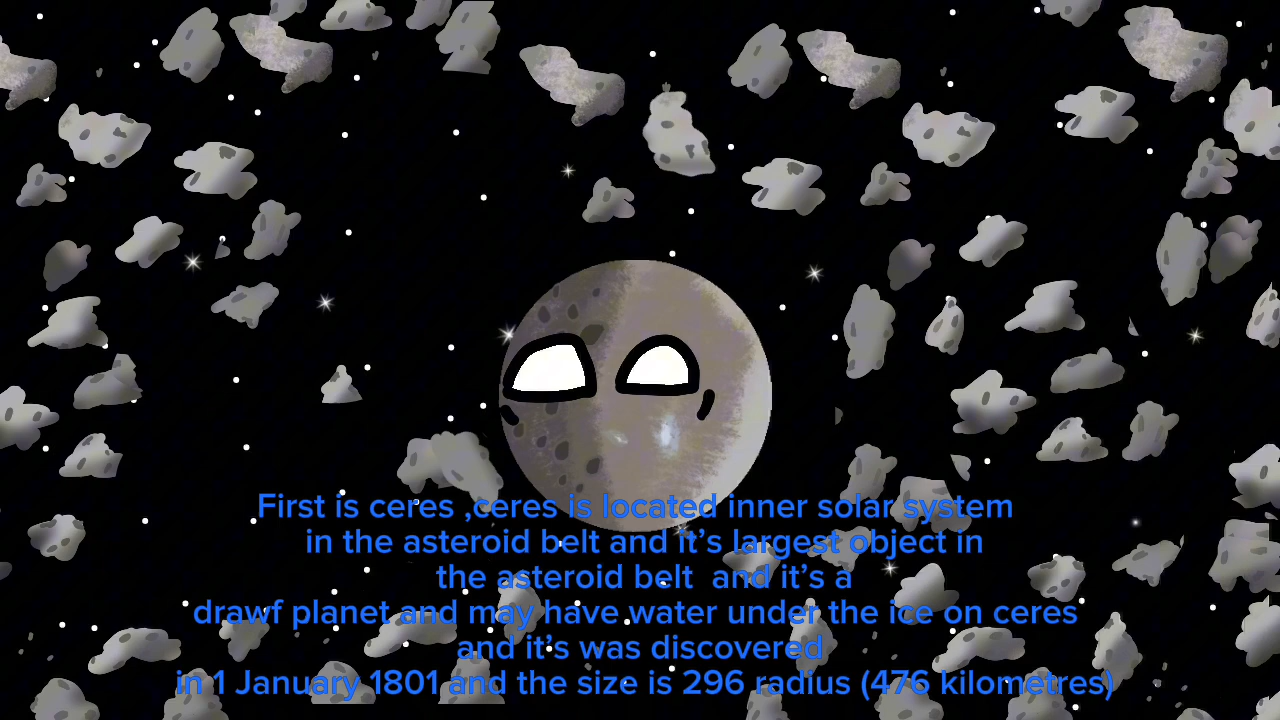 First is ceres ,ceres is located inner solar system
in the asteroid belt and it's largest object in
the asteroid belt  and it's a
drawf planet and may have water under the ice on ceres
and it's was discovered
in 1 January 1801 and the size is 296 radius (476 kilometres)